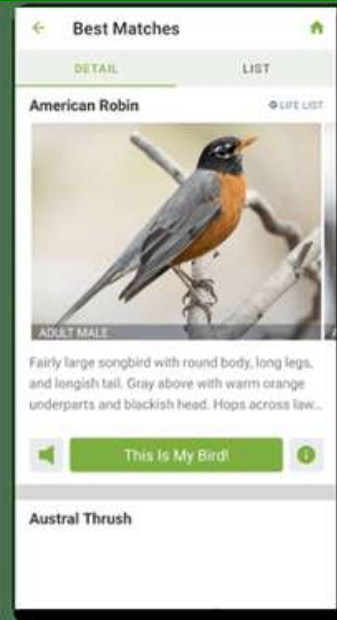 Best Matches
DETAIL LIST
American Robin LIFE LIST
ADULT MALE
Fairly large songbird with round body, long legs,
and longish tail. Gray above with warm orange
underparts and blackish head. Hops across law...
This Is My Bird!
Austral Thrush